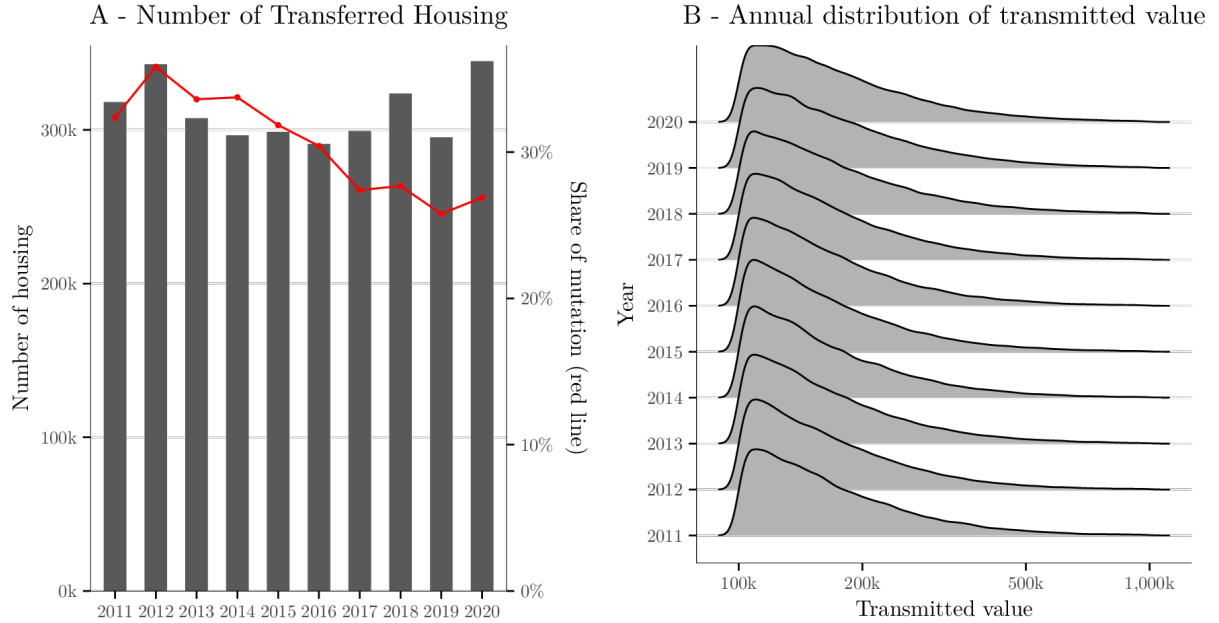 A - Number of Transferred Housing
Number of housing
300k
200k
100k
0k
2011 2012 2013 2014 2015 2016 2017 2018 2019 2020
30%
20%
10%
0%
Share of mutation (red line)
B - Annual distribution of transmitted value
Year
2020
2019
2018
2017
2016
2015
2014
2013
2012
2011
100k 200k 500k 1,000k
Transmitted value